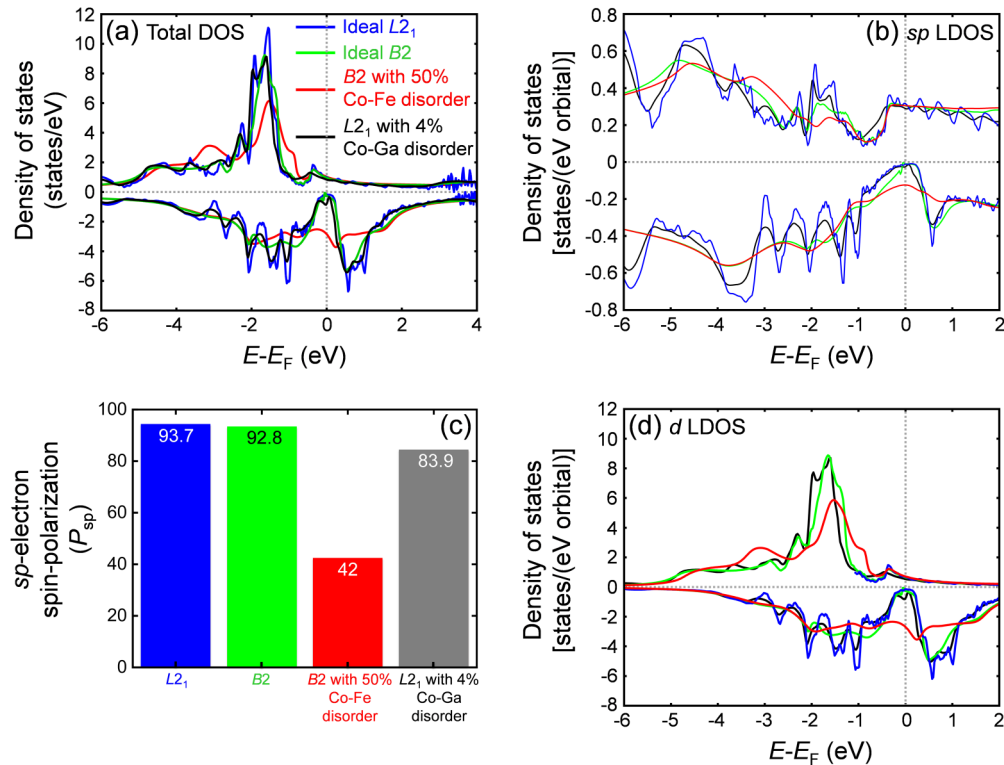 (a) Total DOS
Ideal L2₁
Ideal B2
B2 with 50%
Co-Fe disorder
L2₁ with 4%
Co-Ga disorder
Density of states
(states/eV)
12
10
8
6
4
2
0
-2
-4
-6
-8
-6
-4
-2
0
2
4
E-E_F (eV)
(b) sp LDOS
Density of states
[states/(eV orbital)]
0.8
0.6
0.4
0.2
0
-0.2
-0.4
-0.6
-0.8
-6
-5
-4
-3
-2
-1
0
1
2
E-E_F (eV)
(c)
sp-electron
spin-polarization
(P_sp)
100
80
60
40
20
0
93.7
92.8
42
83.9
L2₁
B2
B2 with 50%
Co-Fe
disorder
L2₁ with 4%
Co-Ga
disorder
(d) d LDOS
Density of states
[states/(eV orbital)]
12
10
8
6
4
2
0
-2
-4
-6
-8
-6
-5
-4
-3
-2
-1
0
1
2
E-E_F (eV)